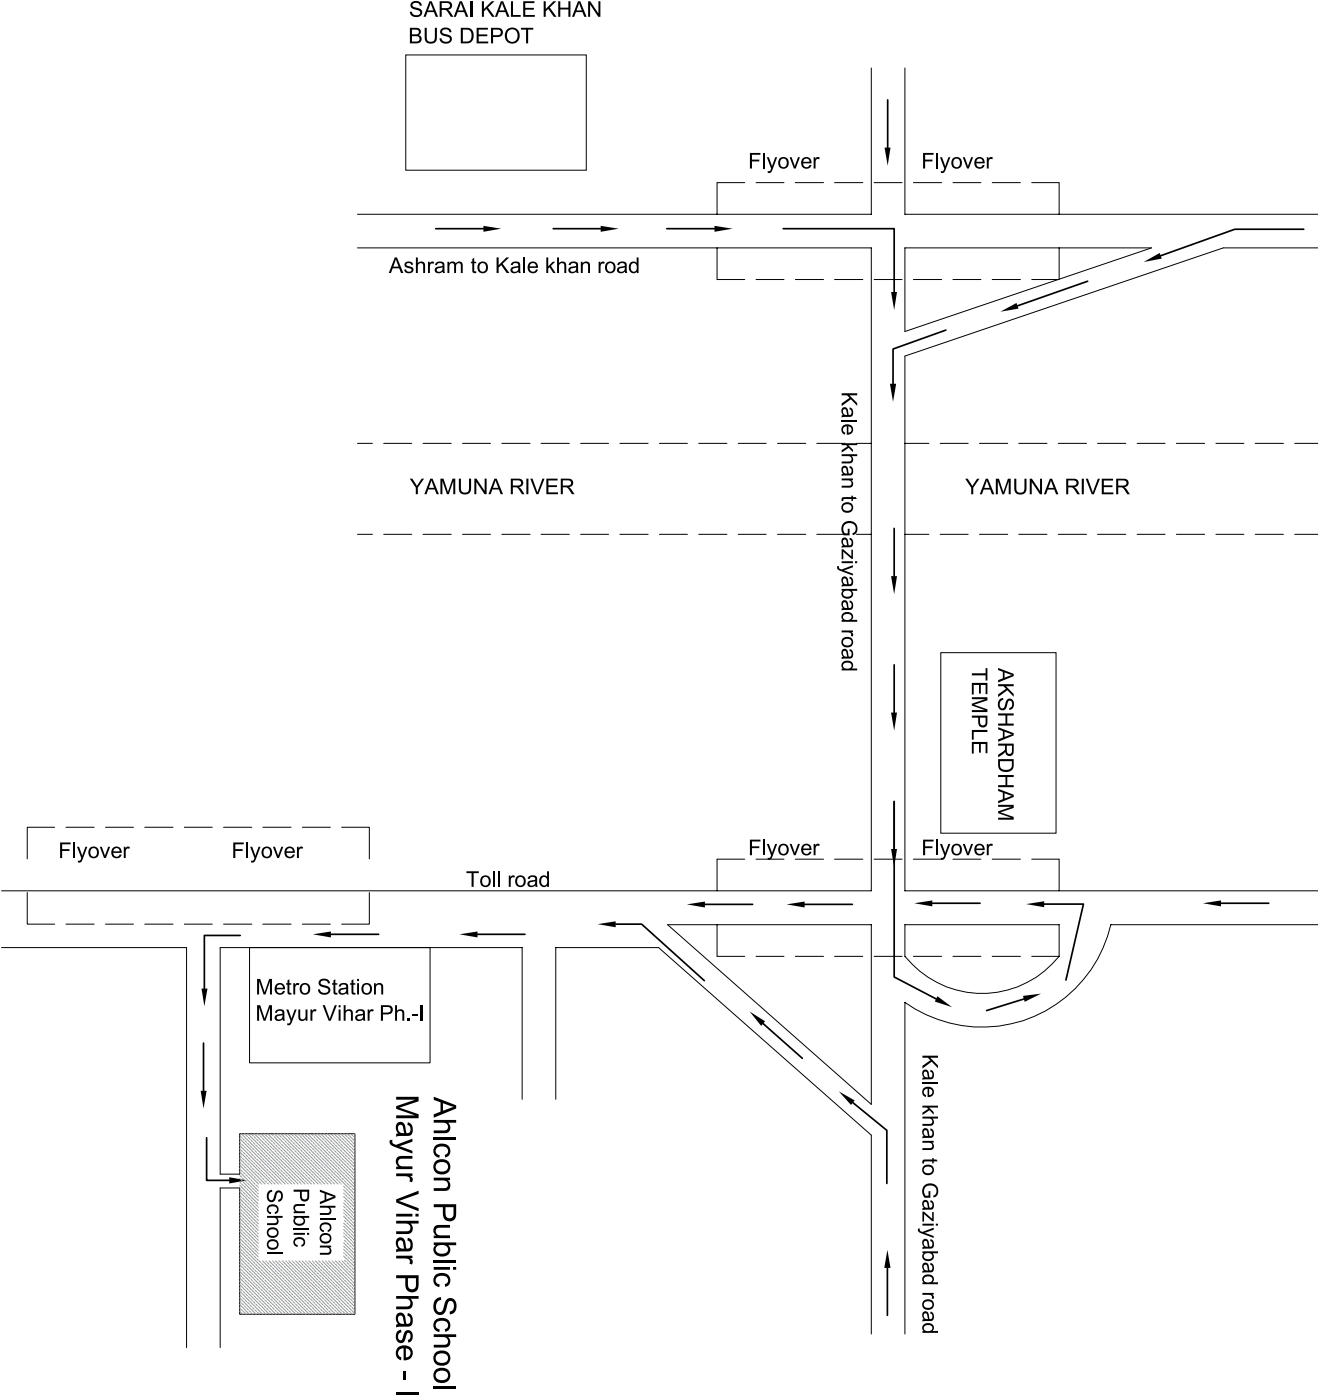 SARAI KALE KHAN
BUS DEPOT
Flyover
Flyover
Ashram to Kale khan road
Kale khan to Gaziyabad road
YAMUNA RIVER
YAMUNA RIVER
AKSHARDHAM
TEMPLE
Flyover
Flyover
Flyover
Flyover
Toll road
Metro Station
Mayur Vihar Ph.-I
Kale khan to Gaziyabad road
Ahlcon Public School
Mayur Vihar Phase - I
Ahlcon
Public
School